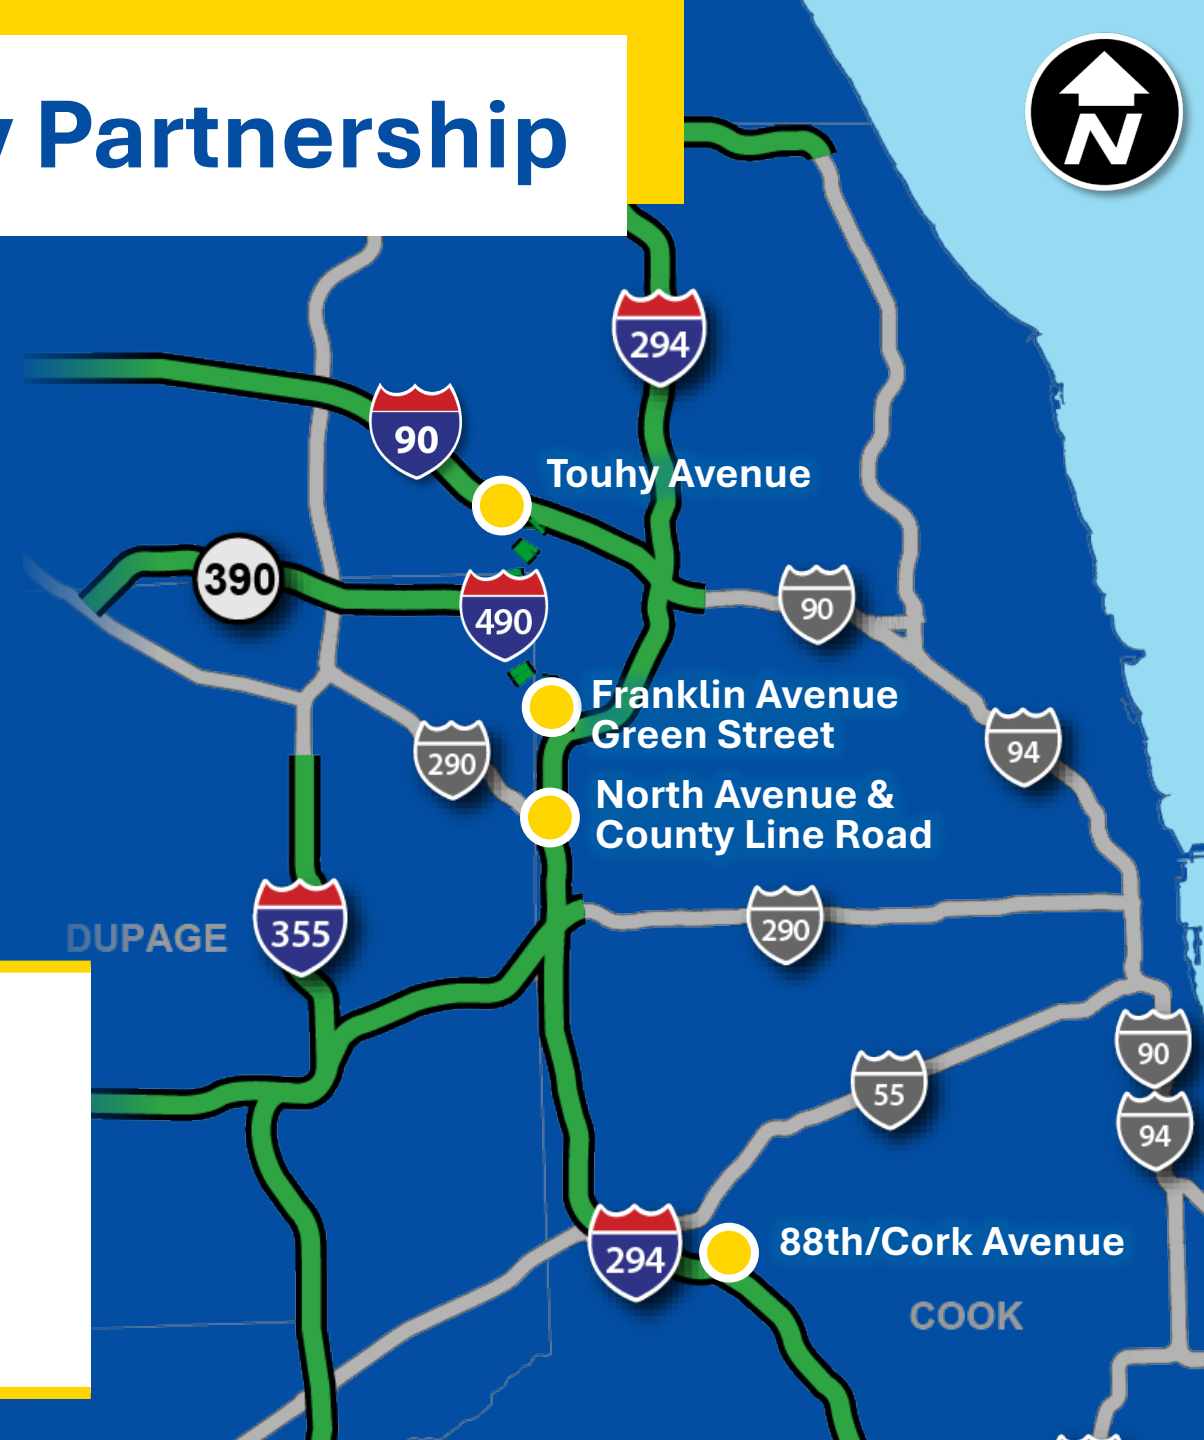 y Partnership
N
294
90
Touhy Avenue
390
490
90
Franklin Avenue
Green Street
94
290
North Avenue &
County Line Road
355
290
DUPAGE
90
55
94
294
88th/Cork Avenue
COOK